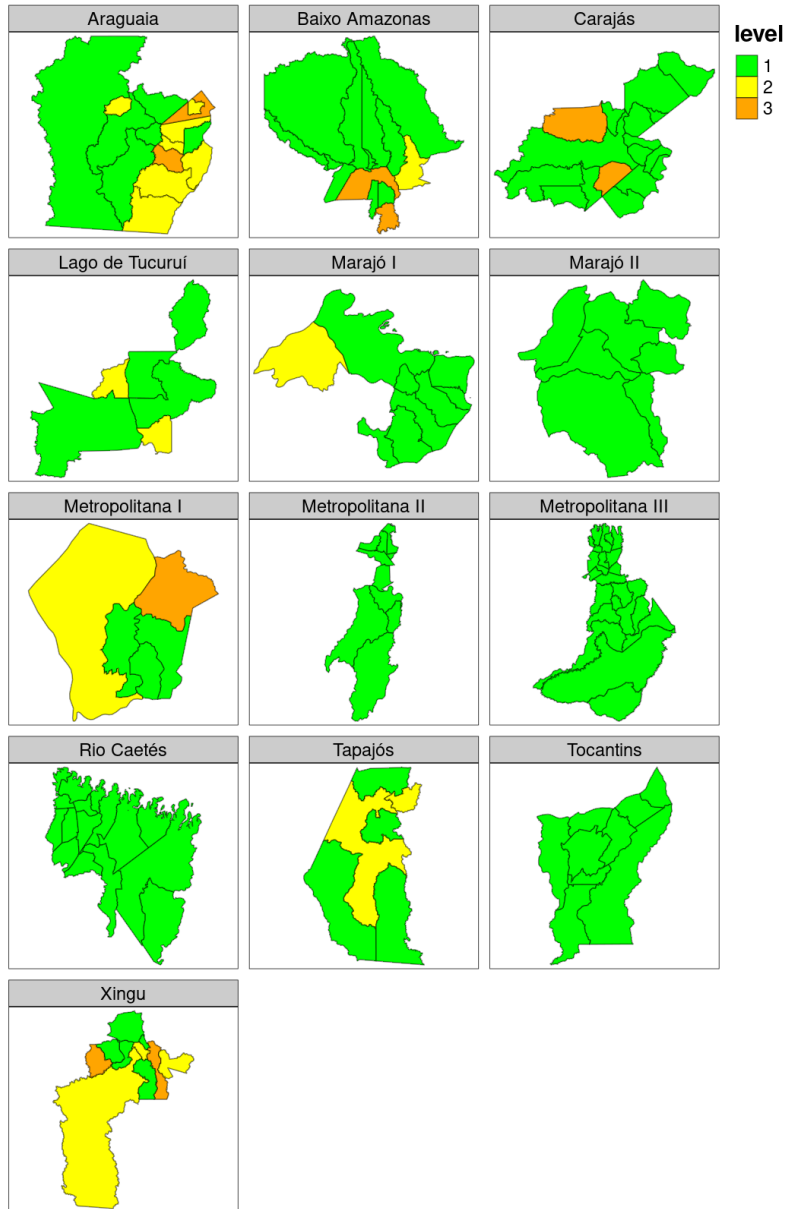 Araguaia
Baixo Amazonas
Carajás
level
1
2
3
Lago de Tucuruí
Marajó I
Marajó II
Metropolitana I
Metropolitana II
Metropolitana III
Rio Caetés
Tapajós
Tocantins
Xingu